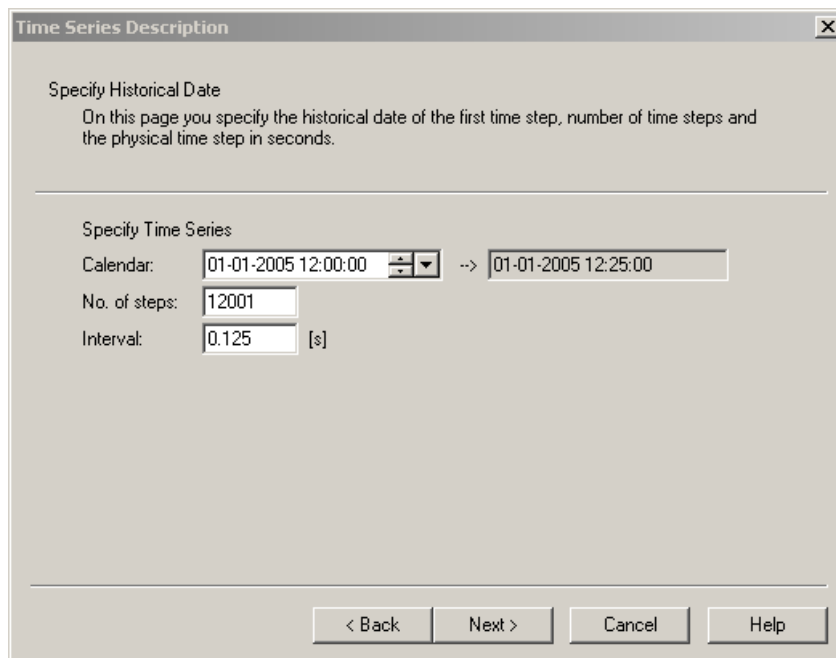 Time Series Description
Specify Historical Date
On this page you specify the historical date of the first time step, number of time steps and
the physical time step in seconds.
Specify Time Series
Calendar: 01-01-2005 12:00:00 --> 01-01-2005 12:25:00
No. of steps: 12001
Interval: 0.125 [s]
< Back Next > Cancel Help